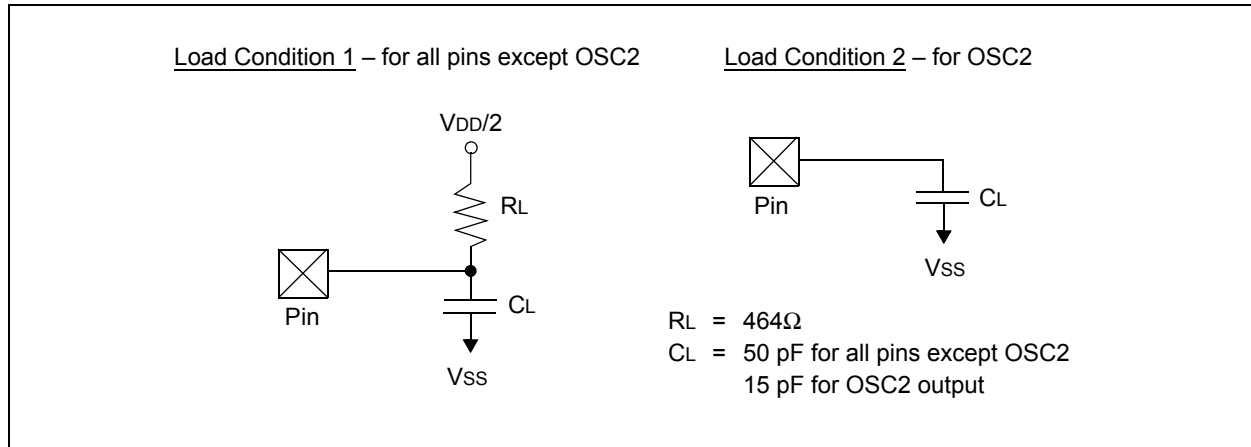 Load Condition 1 – for all pins except OSC2
Load Condition 2 – for OSC2
VDD/2
RL
Pin
CL
VSS
Pin
CL
VSS
RL = 464Ω
CL = 50 pF for all pins except OSC2
15 pF for OSC2 output